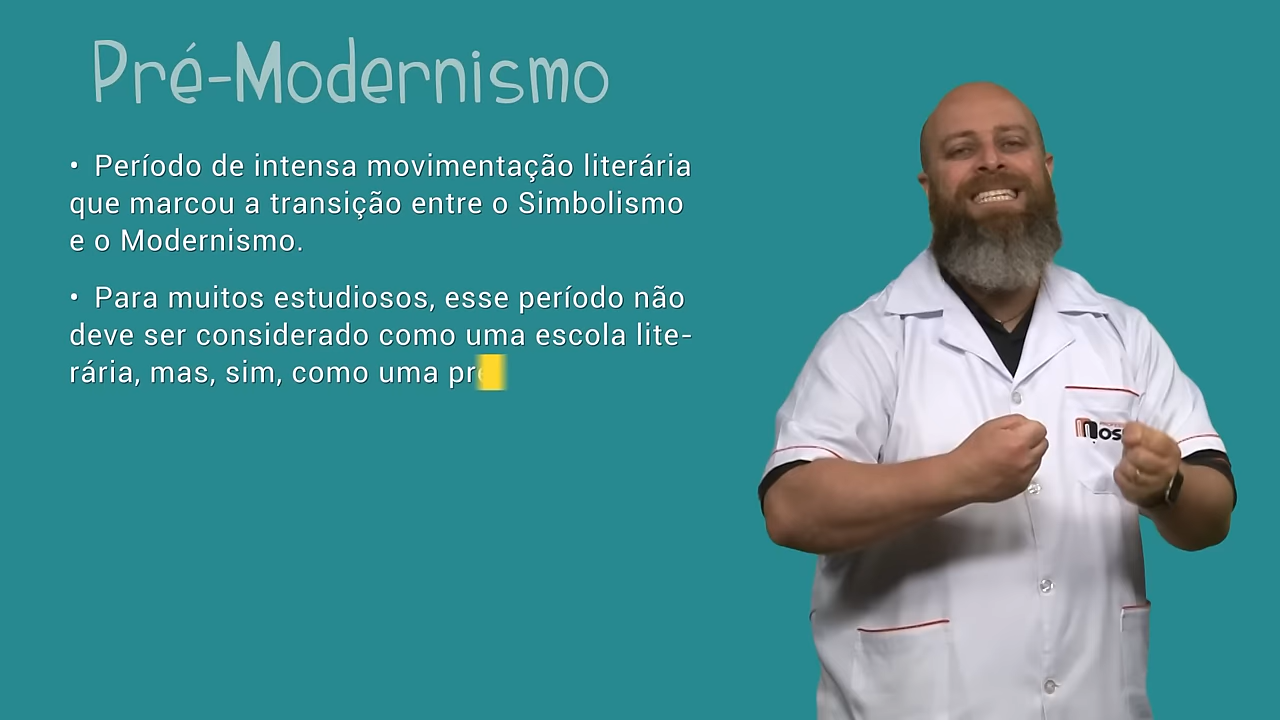 Pré-Modernismo
• Período de intensa movimentação literária
que marcou a transição entre o Simbolismo
e o Modernismo.
• Para muitos estudiosos, esse período não
deve ser considerado como uma escola lite-
rária, mas, sim, como uma pr